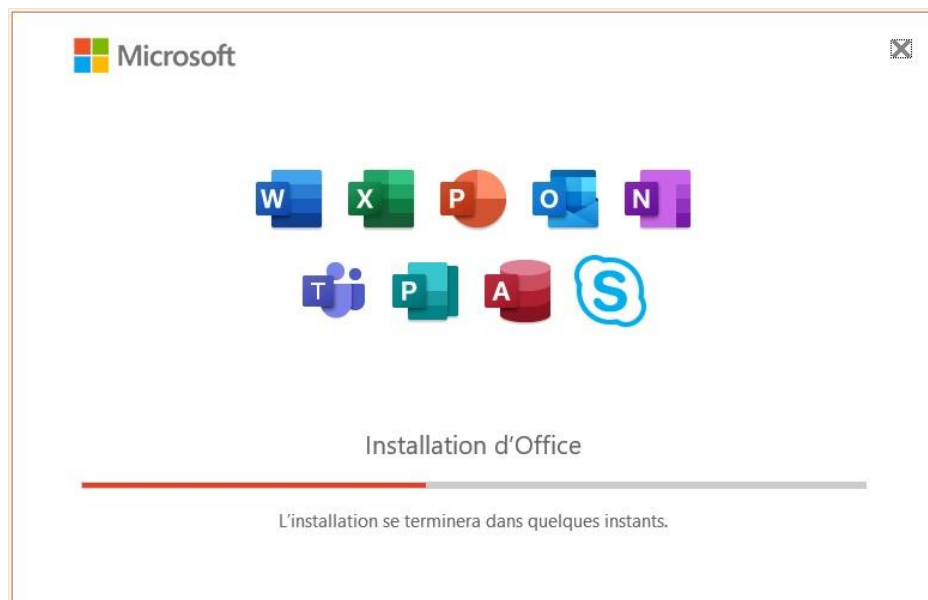 Microsoft
W X P O N
T P A S
Installation d'Office
L'installation se terminera dans quelques instants.